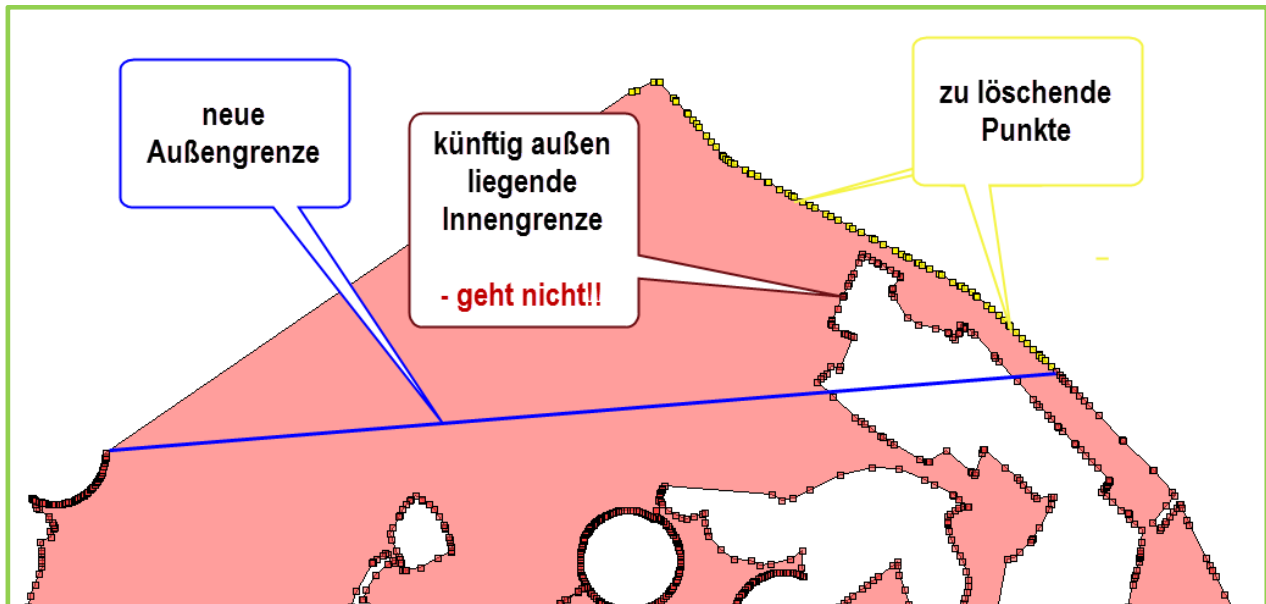 neue
Außengrenze
künftig außen
liegende
Innengrenze
- geht nicht!!
zu löschende
Punkte